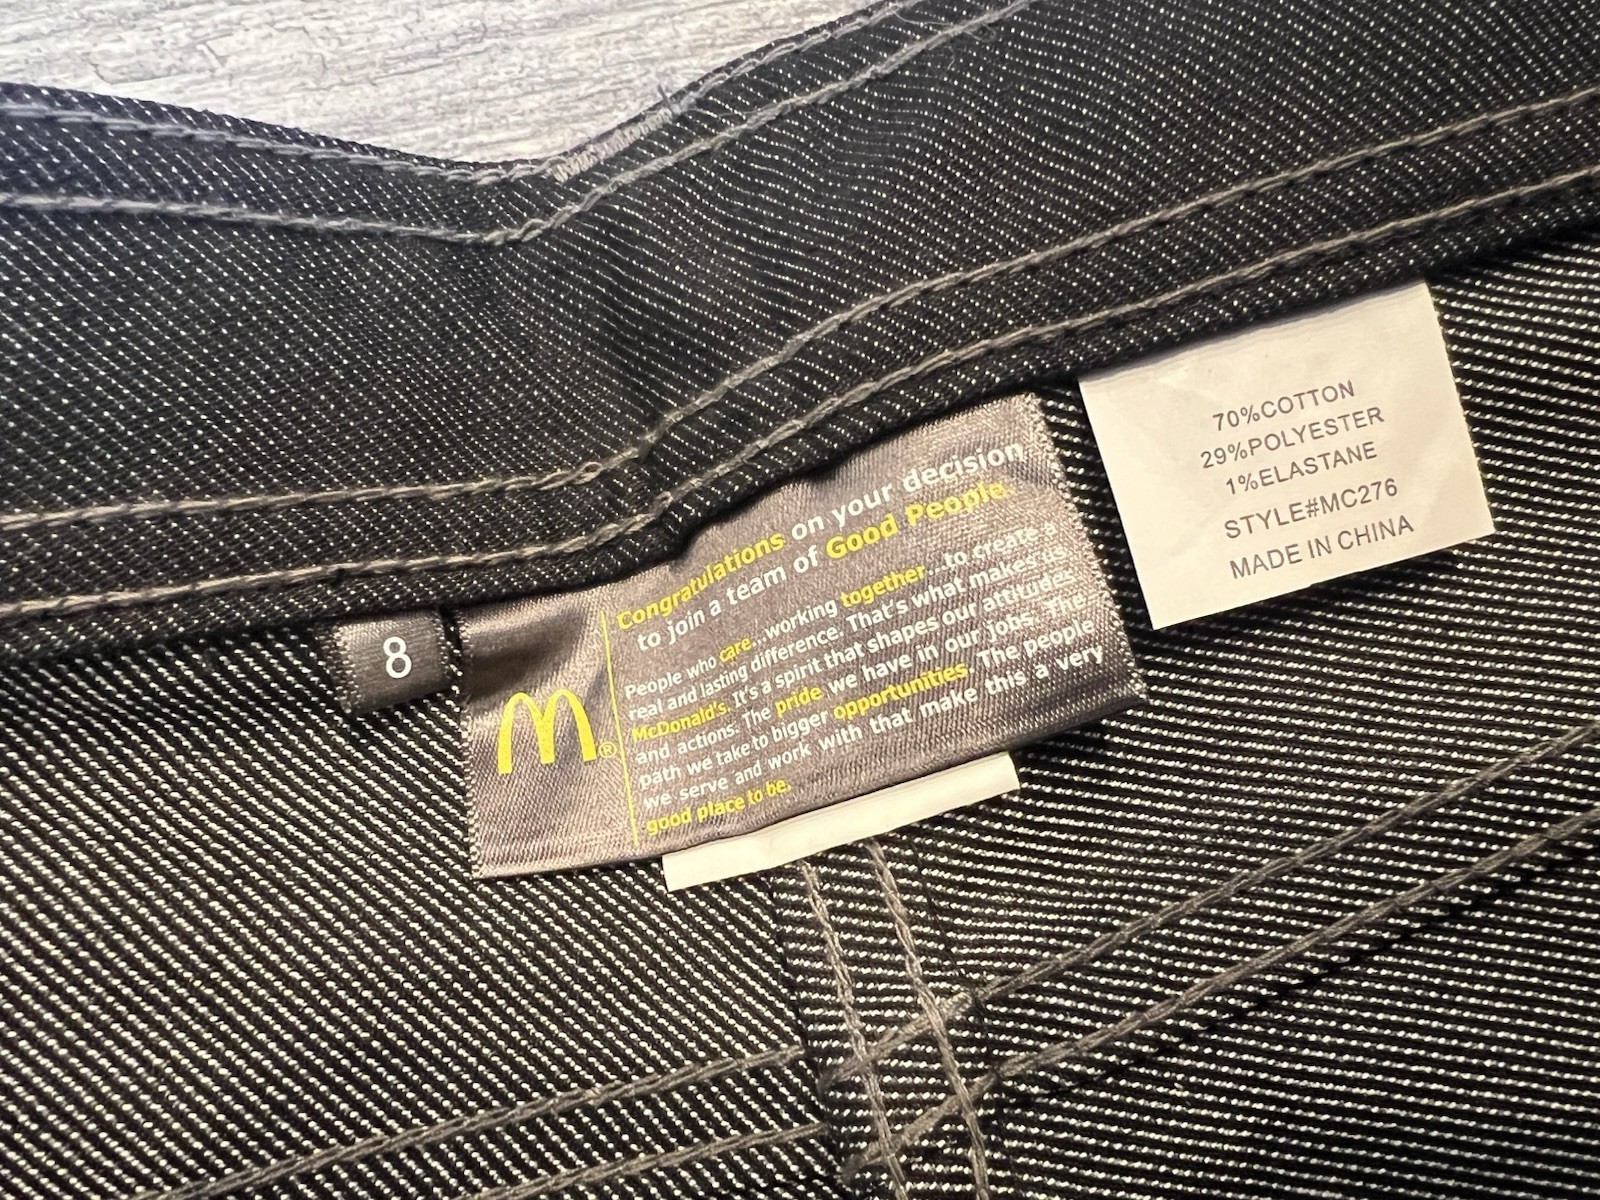 8
Congratulations on your decision
to join a team of Good People.
People who care...working together...to create a
real and lasting difference. That's what makes us
McDonald's. It's a spirit that shapes our attitudes
and actions. The pride we have in our jobs. The
path we take to bigger opportunities. The people
we serve and work with that make this a very
good place to be.
M®
70%COTTON
29%POLYESTER
1%ELASTANE
STYLE#MC276
MADE IN CHINA